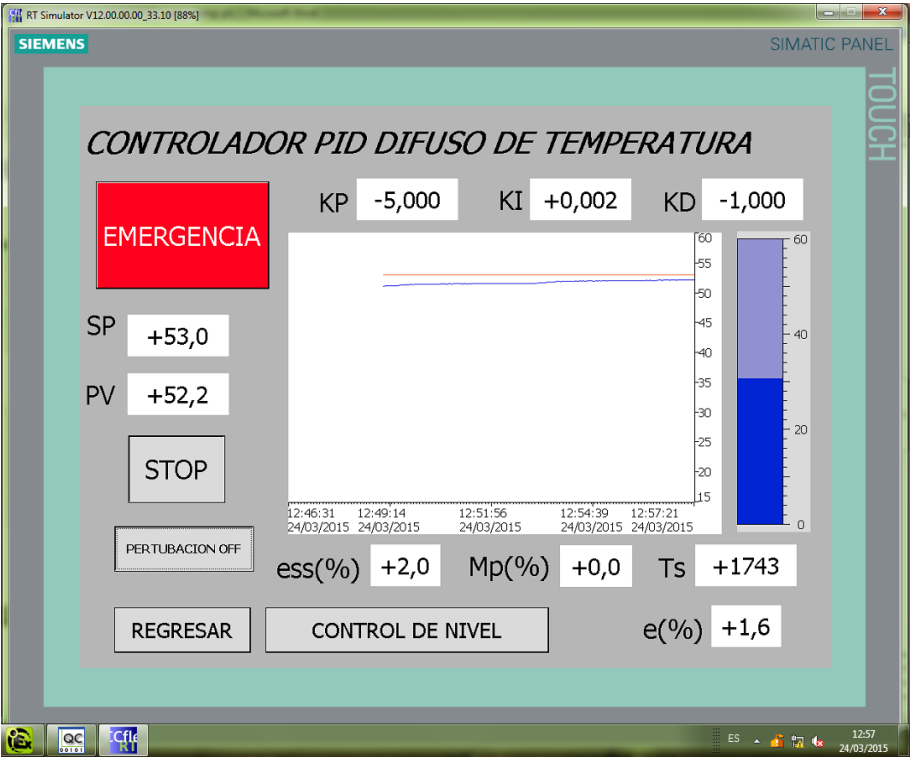 RT Simulator V12.00.00.00_33.10 [88%]
SIEMENS
SIMATIC PANEL
TOUCH
CONTROLADOR PID DIFUSO DE TEMPERATURA
EMERGENCIA
KP -5,000 KI +0,002 KD -1,000
60
55
50
45
40
35
30
25
20
15
60
40
20
0
SP +53,0
PV +52,2
STOP
12:46:31 12:49:14 12:51:56 12:54:39 12:57:21
24/03/2015 24/03/2015 24/03/2015 24/03/2015 24/03/2015
PERTUBACION OFF
ess(%) +2,0 Mp(%) +0,0 Ts +1743
REGRESAR CONTROL DE NIVEL e(%) +1,6
QC
00101
RT
ES
12:57
24/03/2015